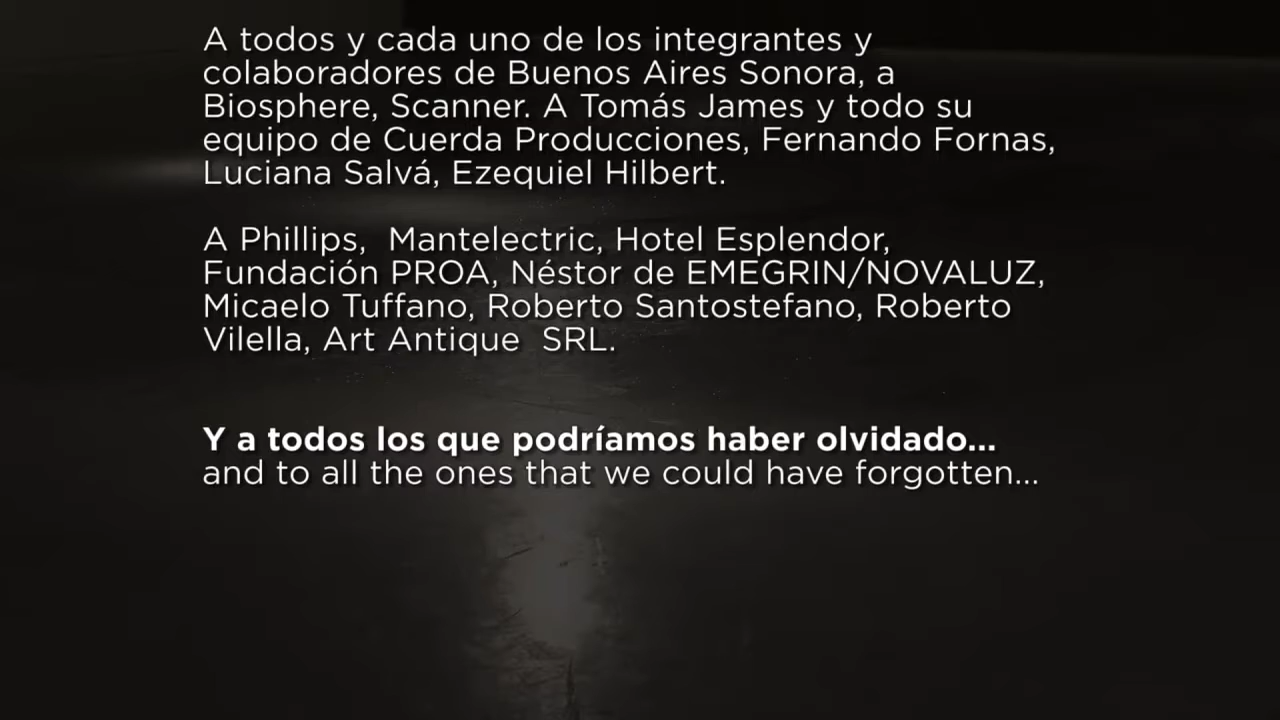 A todos y cada uno de los integrantes y
colaboradores de Buenos Aires Sonora, a
Biosphere, Scanner. A Tomás James y todo su
equipo de Cuerda Producciones, Fernando Fornas,
Luciana Salvá, Ezequiel Hilbert.
A Phillips,  Mantelectric, Hotel Esplendor,
Fundación PROA, Néstor de EMEGRIN/NOVALUZ,
Micaelo Tuffano, Roberto Santostefano, Roberto
Vilella, Art Antique  SRL.
Y a todos los que podríamos haber olvidado...
and to all the ones that we could have forgotten...